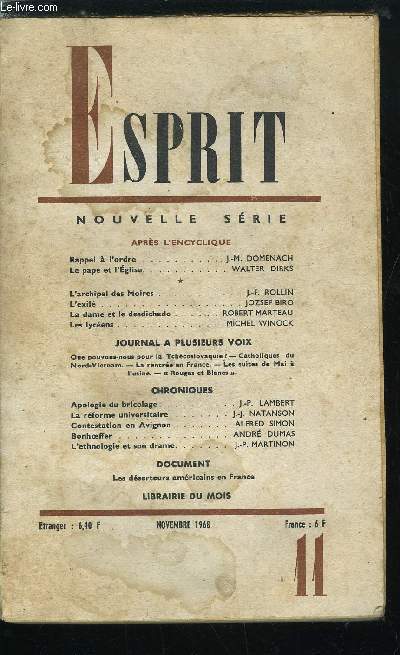 Le-livre.com
ESPRIT
NOUVELLE SÉRIE
APRÈS L'ENCYCLIQUE
Rappel à l'ordre . . . . . . . . . . J.-M. DOMENACH
Le pape et l'Église . . . . . . . . . . WALTER DIRKS
★
L'archipel des Moires . . . . . . . . . . J.-F. ROLLIN
L'exilé . . . . . . . . . . JOZSEF BIRO
La dame et le desdichado . . . . . . ROBERT MARTEAU
Les lycéens . . . . . . . . . . MICHEL WINOCK
JOURNAL A PLUSIEURS VOIX
Que pouvons-nous pour la Tchécoslovaquie ? — Catholiques du
Nord-Vietnam. — La rentrée en France. — Les suites de Mai à
l'usine. — « Rouges et Blancs ».
CHRONIQUES
Apologie du bricolage . . . . . . . . . . J.-P. LAMBERT
La réforme universitaire . . . . . . . . J.-J. NATANSON
Contestation en Avignon . . . . . . . . ALFRED SIMON
Bonhœffer . . . . . . . . . . ANDRÉ DUMAS
L'ethnologie et son drame . . . . . . . . J.-P. MARTINON
DOCUMENT
Les déserteurs américains en France
LIBRAIRIE DU MOIS
Etranger : 6,40 F NOVEMBRE 1968 France : 6 F
11